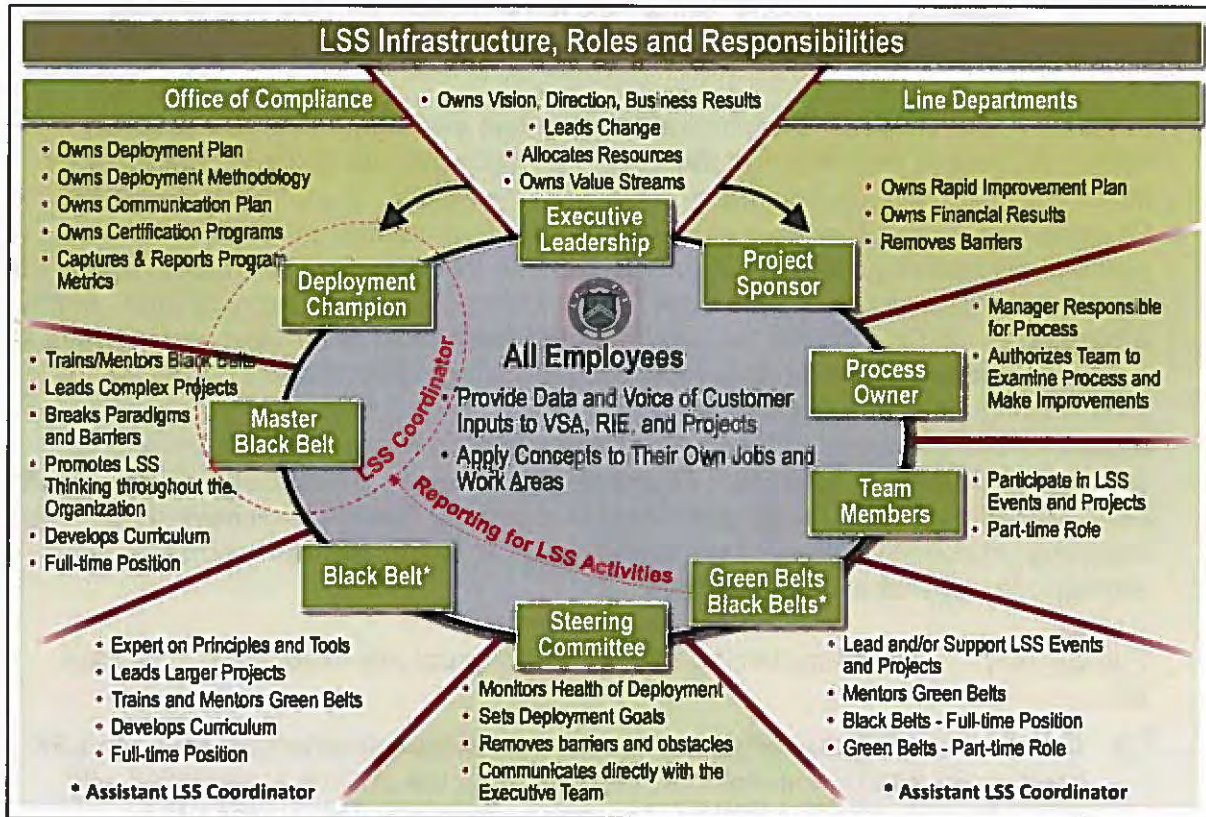 LSS Infrastructure, Roles and Responsibilities
Office of Compliance
• Owns Vision, Direction, Business Results
• Leads Change
• Allocates Resources
• Owns Value Streams
Line Departments
• Owns Deployment Plan
• Owns Deployment Methodology
• Owns Communication Plan
• Owns Certification Programs
• Captures & Reports Program
Metrics
• Owns Rapid Improvement Plan
• Owns Financial Results
• Removes Barriers
Executive
Leadership
Deployment
Champion
Project
Sponsor
• Manager Responsible
for Process
• Authorizes Team to
Examine Process and
Make Improvements
Process
Owner
All Employees
• Provide Data and Voice of Customer
Inputs to VSA, RIE, and Projects
• Apply Concepts to Their Own Jobs and
Work Areas
LSS Coordinator
• Trains/Mentors Black Belts
• Leads Complex Projects
• Breaks Paradigms
and Barriers
• Promotes LSS
Thinking throughout the
Organization
• Develops Curriculum
• Full-time Position
Master
Black Belt
Team
Members
• Participate in LSS
Events and Projects
• Part-time Role
* Reporting for LSS Activities
Black Belt*
Green Belts
Black Belts*
Steering
Committee
• Expert on Principles and Tools
• Leads Larger Projects
• Trains and Mentors Green Belts
• Develops Curriculum
• Full-time Position
* Assistant LSS Coordinator
• Monitors Health of Deployment
• Sets Deployment Goals
• Removes barriers and obstacles
• Communicates directly with the
Executive Team
• Lead and/or Support LSS Events
and Projects
• Mentors Green Belts
• Black Belts - Full-time Position
• Green Belts - Part-time Role
* Assistant LSS Coordinator